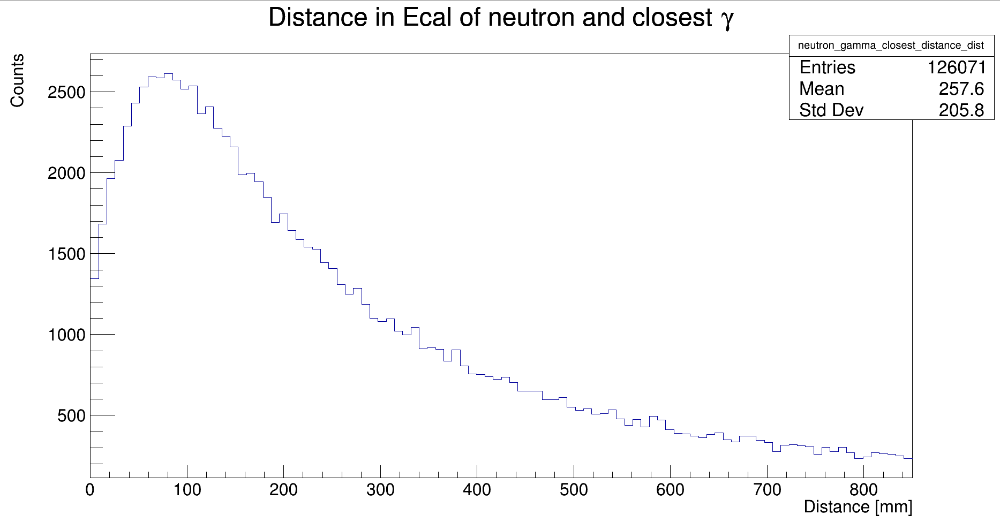 Distance in Ecal of neutron and closest γ
neutron_gamma_closest_distance_dist
Entries 126071
Mean 257.6
Std Dev 205.8
Counts
2500
2000
1500
1000
500
0 100 200 300 400 500 600 700 800
Distance [mm]